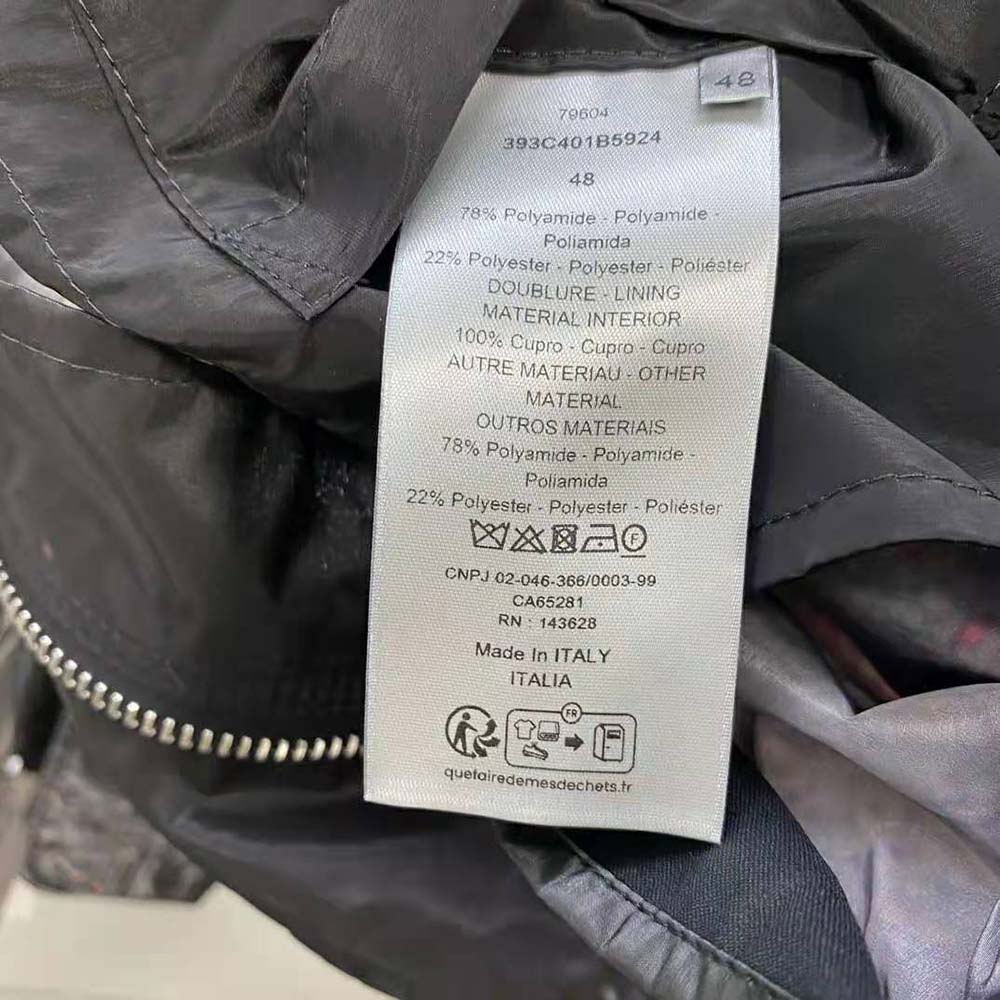 48
79604
393C401B5924
48
78% Polyamide - Polyamide -
Poliamida
22% Polyester - Polyester - Poliéster
DOUBLURE - LINING
MATERIAL INTERIOR
100% Cupro - Cupro - Cupro
AUTRE MATERIAU - OTHER
MATERIAL
OUTROS MATERIAIS
78% Polyamide - Polyamide -
Poliamida
22% Polyester - Polyester - Poliéster
F
CNPJ 02-046-366/0003-99
CA65281
RN : 143628
Made In ITALY
ITALIA
FR
quefairedemesdechets.fr